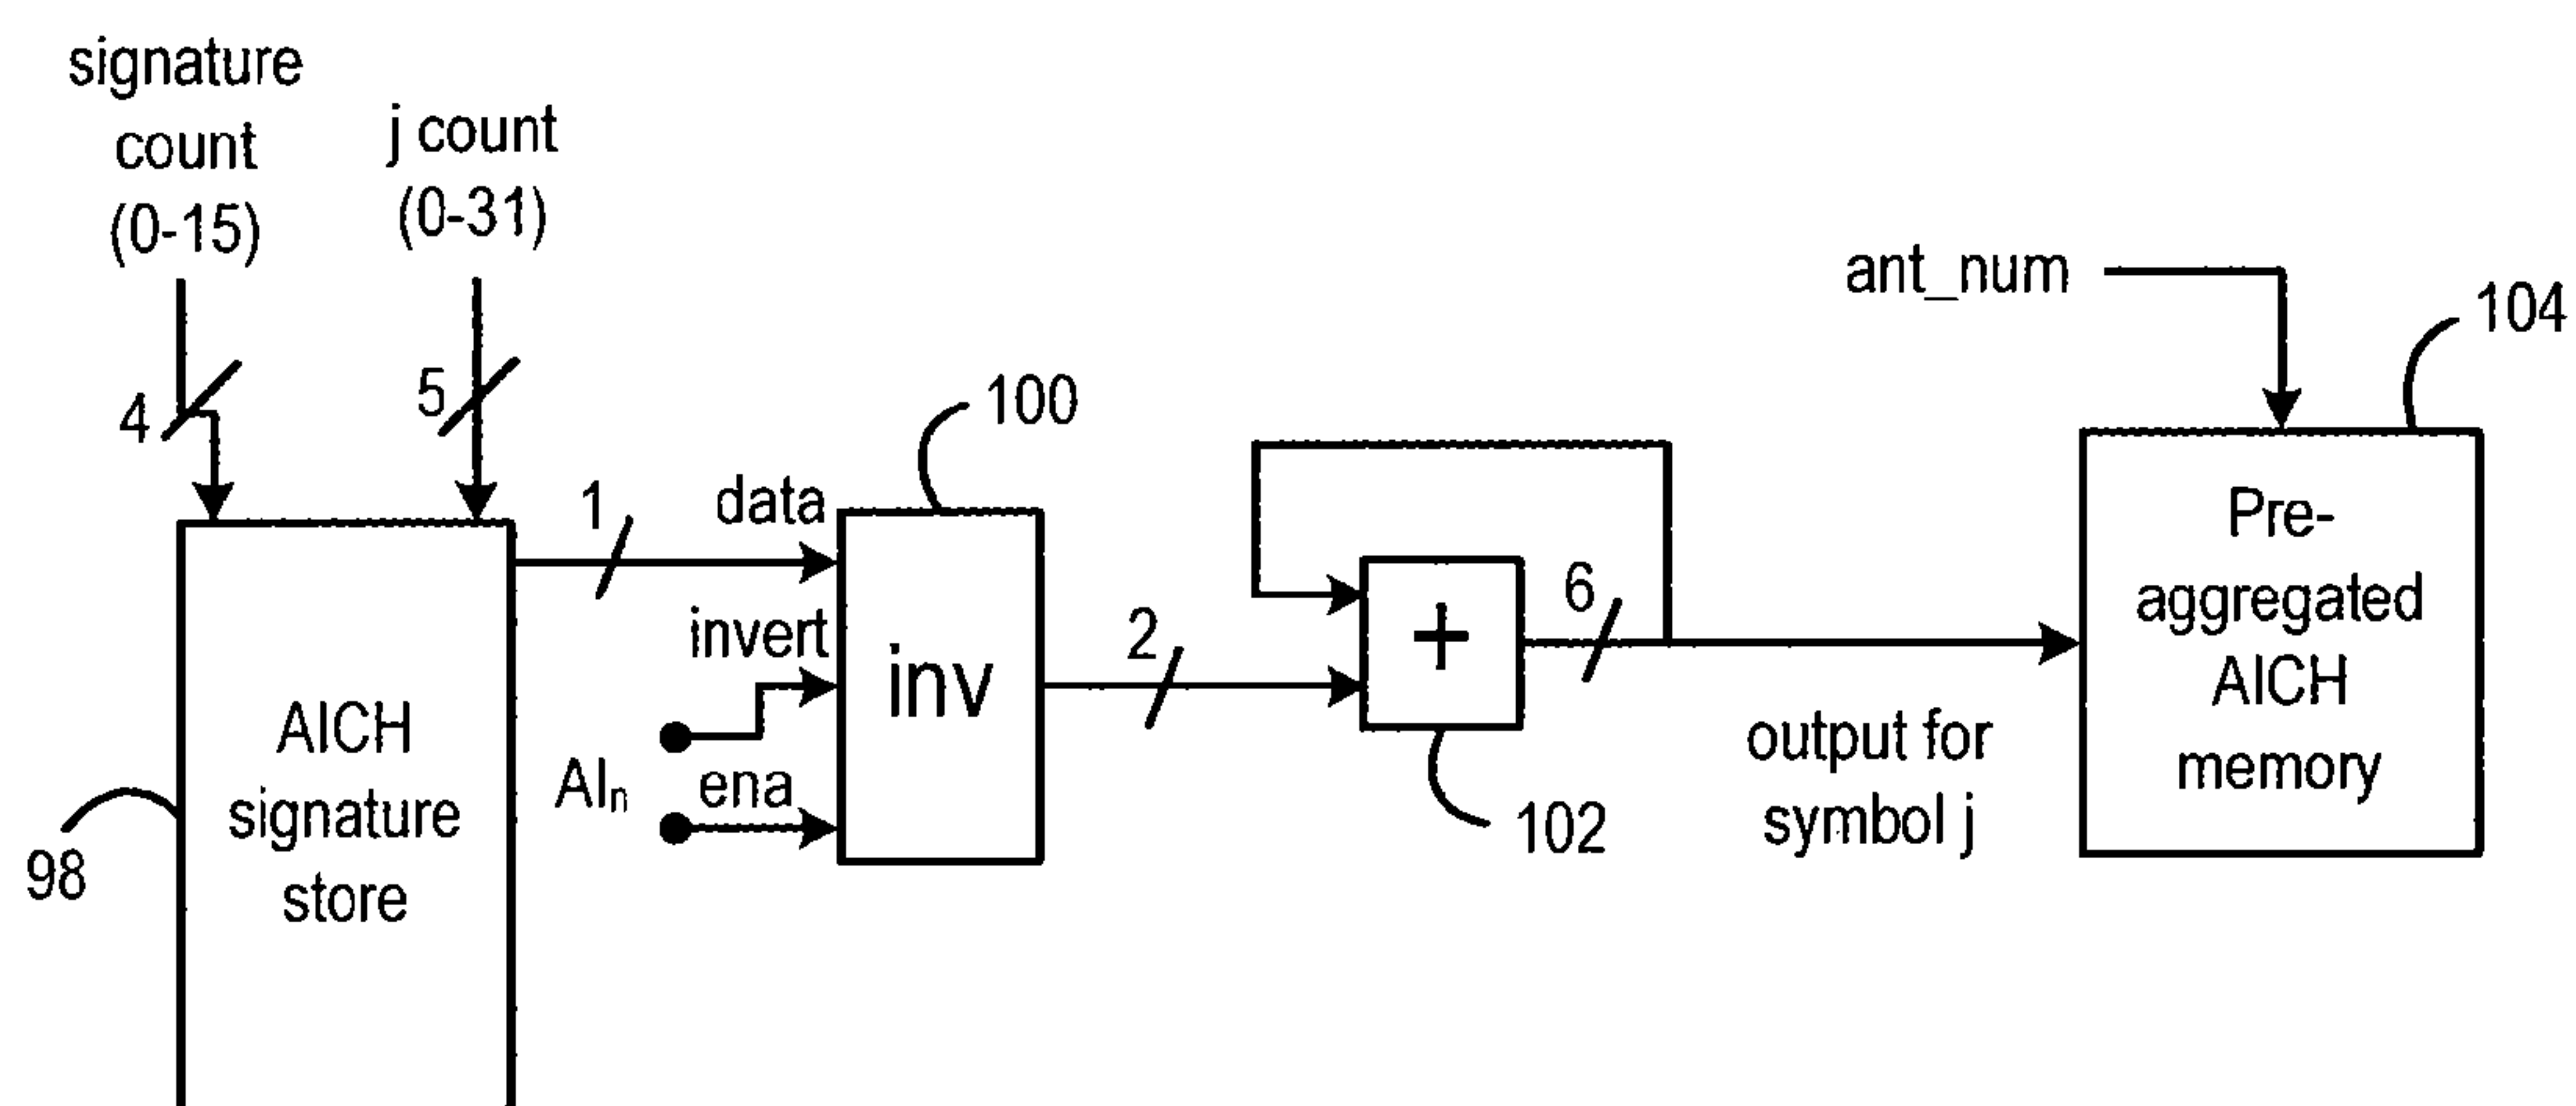 signature
count
(0-15)
j count
(0-31)
4
5
98
AICH
signature
store
1
data
invert
AIₙ
ena
100
inv
2
+
6
102
output for
symbol j
ant_num
104
Pre-
aggregated
AICH
memory